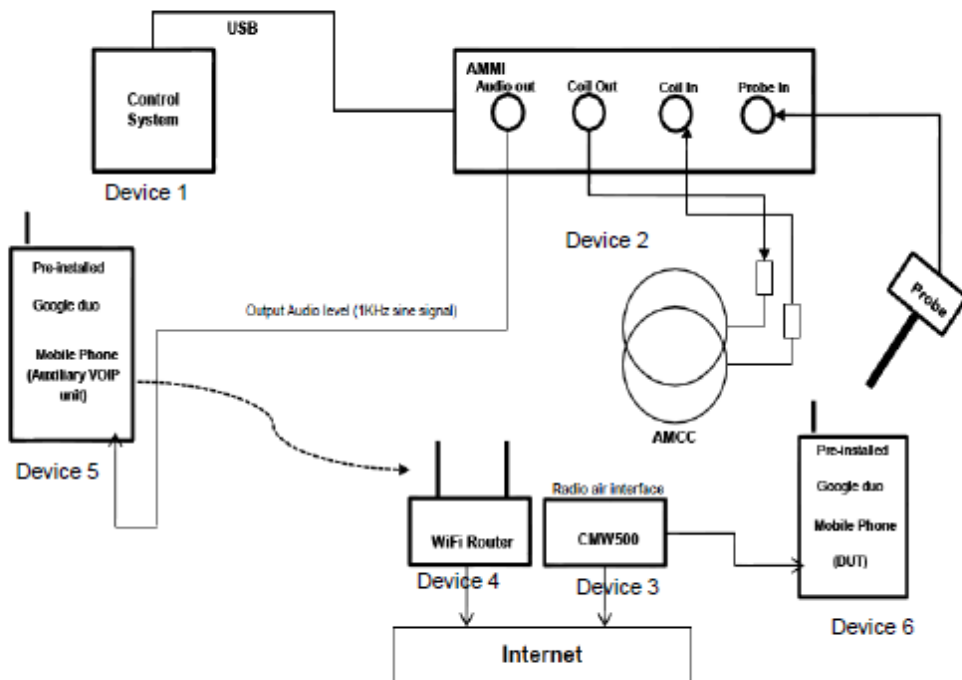 USB
Control
System
Device 1
AMMI
Audio out
Coil Out
Coil In
Probe In
Device 2
Probe
Pre-installed
Google duo
Mobile Phone
(Auxiliary VOIP
unit)
Device 5
Output Audio level (1KHz sine signal)
AMCC
WiFi Router
Device 4
Radio air interface
CMW500
Device 3
Pre-installed
Google duo
Mobile Phone
(DUT)
Device 6
Internet